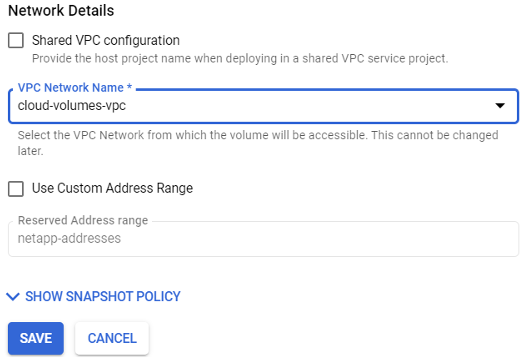 Network Details
Shared VPC configuration
Provide the host project name when deploying in a shared VPC service project.
VPC Network Name *
cloud-volumes-vpc
Select the VPC Network from which the volume will be accessible. This cannot be changed
later.
Use Custom Address Range
Reserved Address range
netapp-addresses
SHOW SNAPSHOT POLICY
SAVE CANCEL